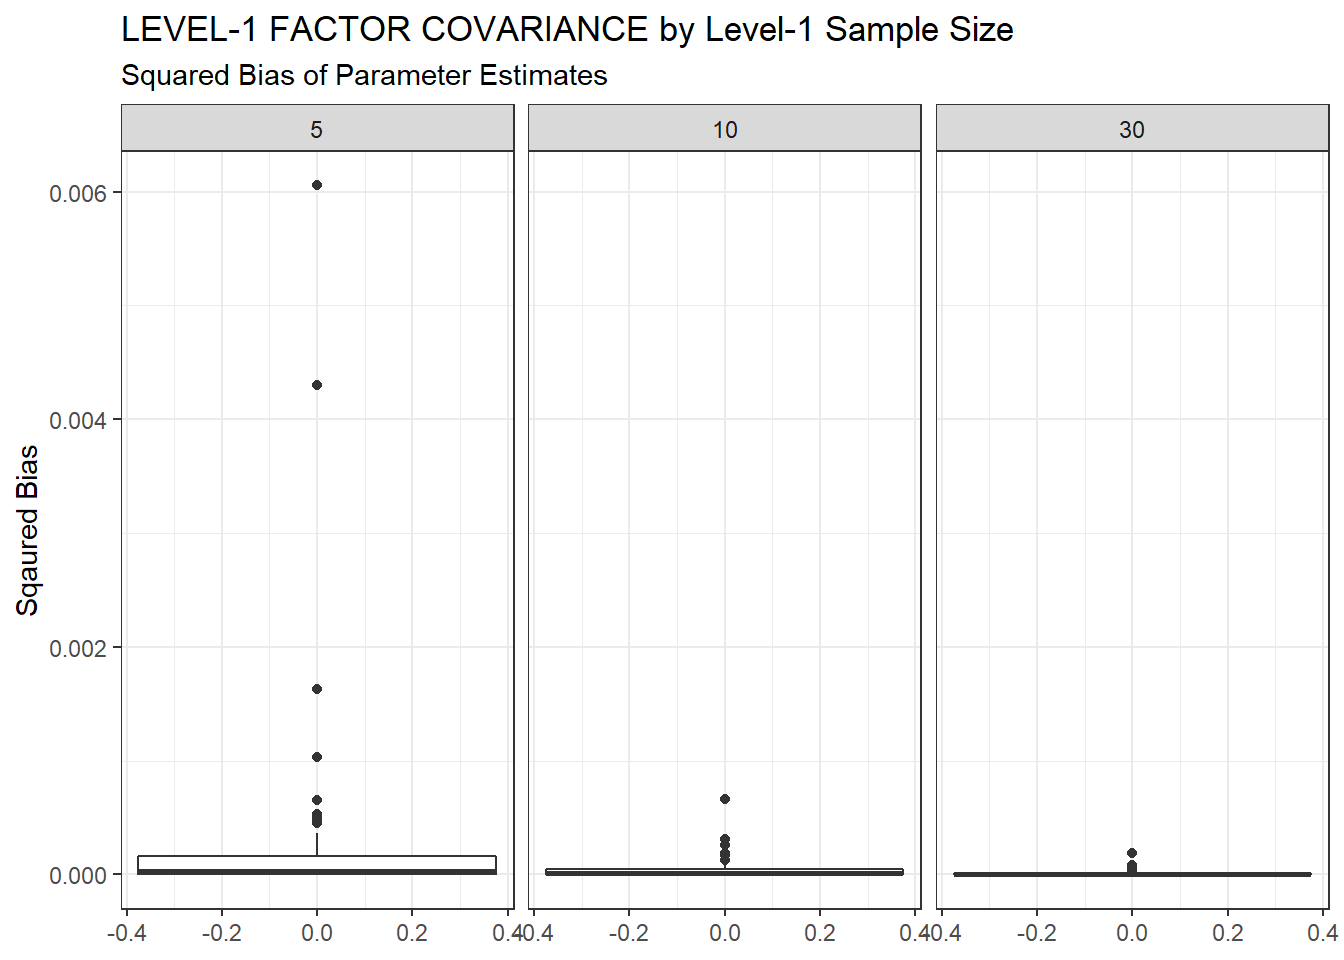 LEVEL-1 FACTOR COVARIANCE by Level-1 Sample Size
Squared Bias of Parameter Estimates
5 10 30
0.006
0.004
0.002
0.000
Sqaured Bias
-0.4 -0.2 0.0 0.2 0.4 -0.4 -0.2 0.0 0.2 0.4 -0.4 -0.2 0.0 0.2 0.4